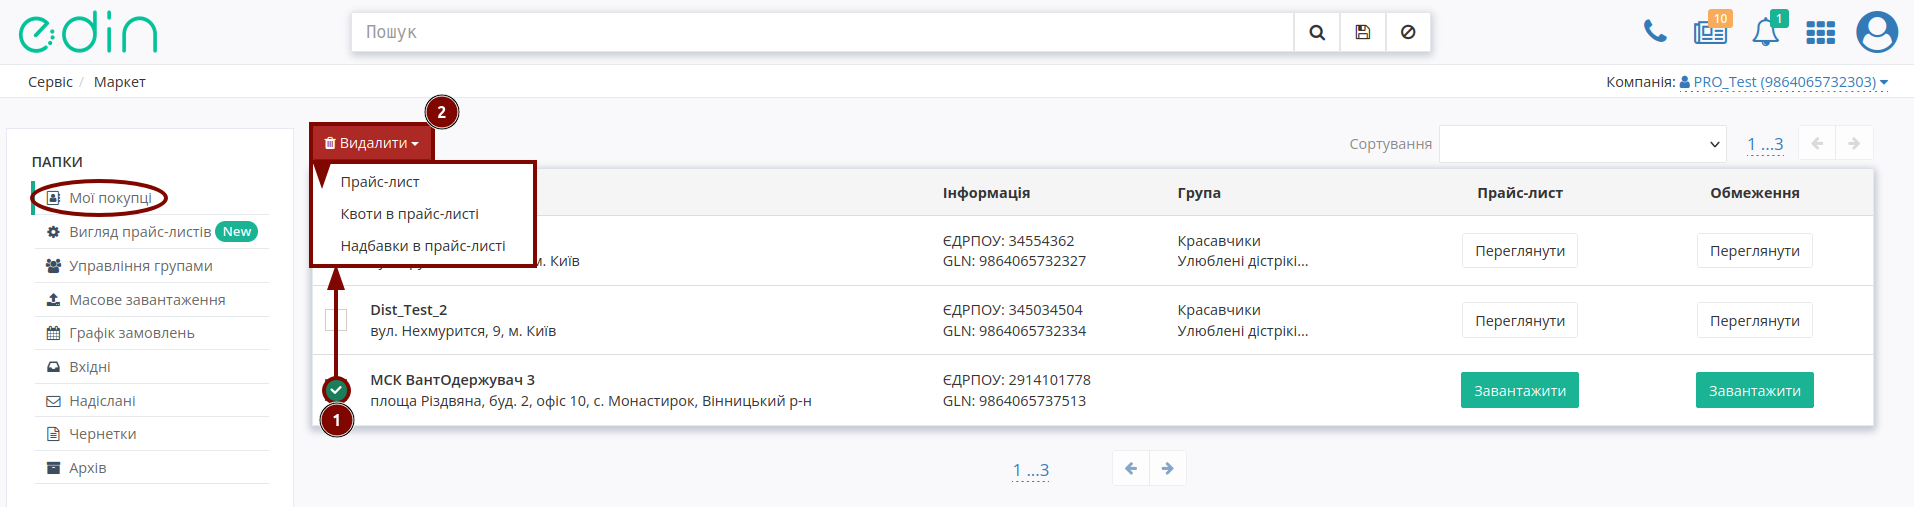 edin
Пошук
10
1
Сервіс / Маркет
Компанія: PRO_Test (9864065732303)
2
Видалити
Сортування
1 ...3
ПАПКИ
Мої покупці
Вигляд прайс-листів New
Управління групами
Масове завантаження
Графік замовлень
Вхідні
Надіслані
Чернетки
Архів
Прайс-лист
Квоти в прайс-листі
Надбавки в прайс-листі
Інформація Група Прайс-лист Обмеження
м. Київ
ЄДРПОУ: 34554362
GLN: 9864065732327
Красавчики
Улюблені дістрікі...
Переглянути
Переглянути
Dist_Test_2
вул. Нехмурится, 9, м. Київ
ЄДРПОУ: 345034504
GLN: 9864065732334
Красавчики
Улюблені дістрікі...
Переглянути
Переглянути
МСК ВантОдержувач 3
площа Різдвяна, буд. 2, офіс 10, с. Монастирок, Вінницький р-н
ЄДРПОУ: 2914101778
GLN: 9864065737513
Завантажити
Завантажити
1
1 ...3